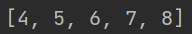 [4, 5, 6, 7, 8]